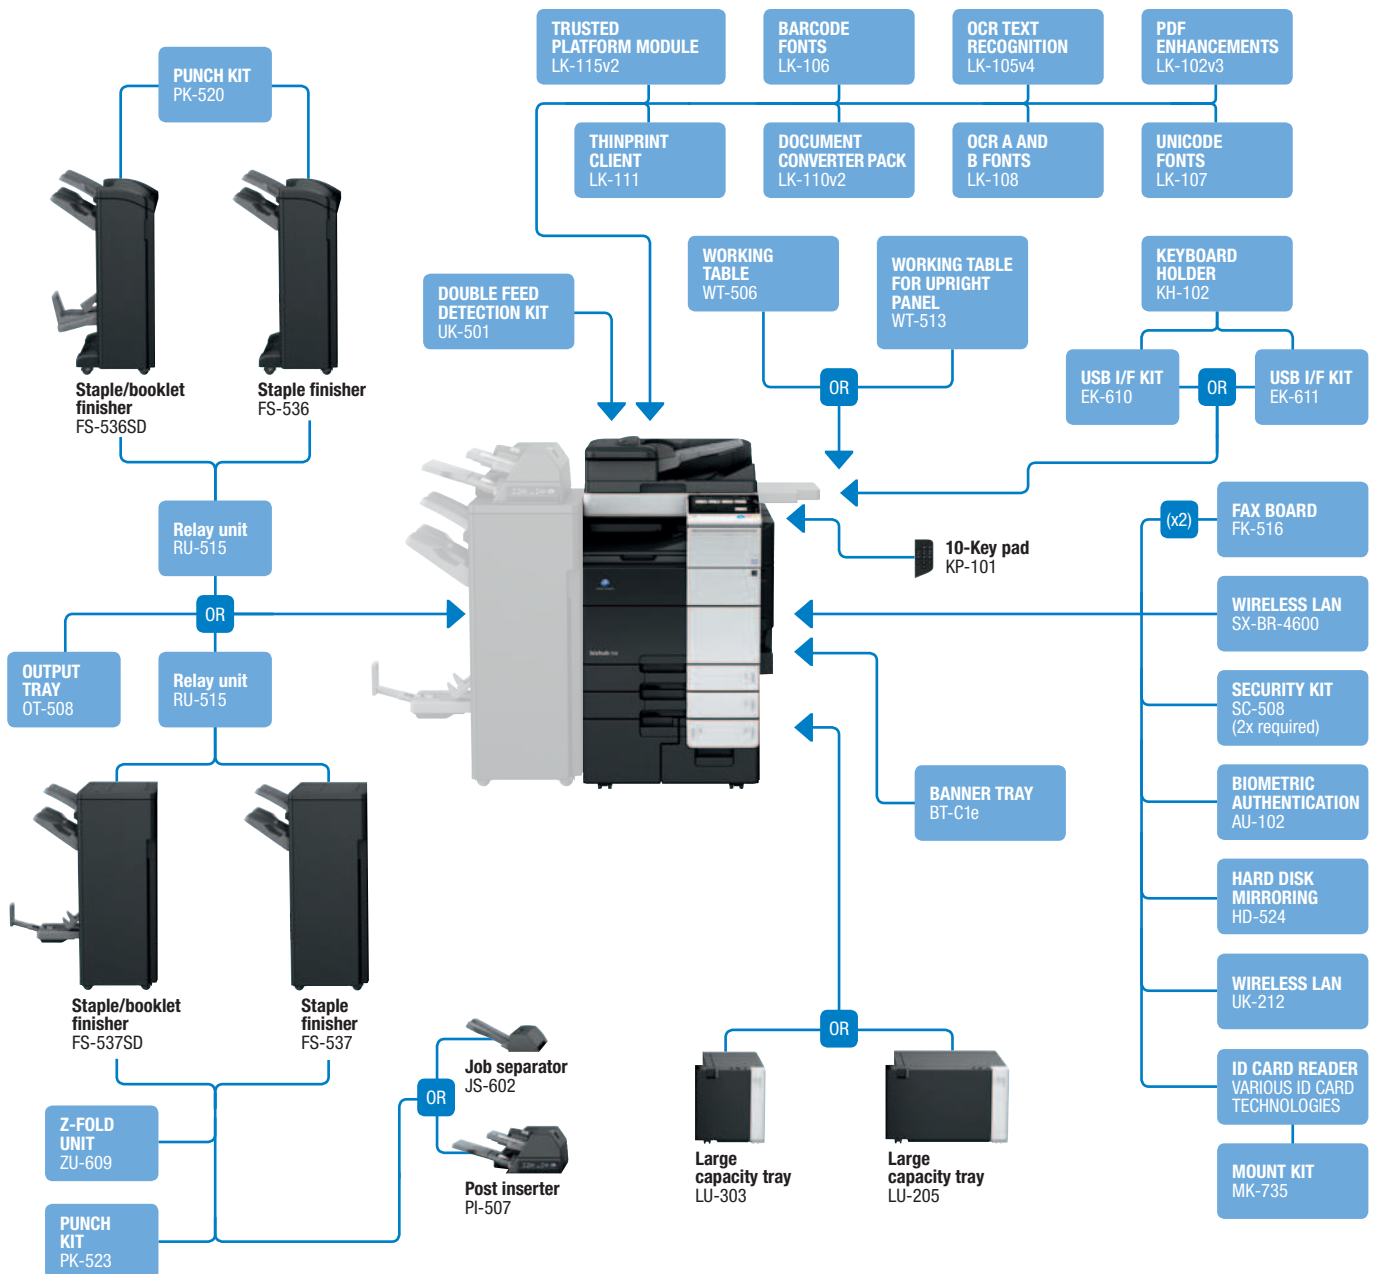 TRUSTED
PLATFORM MODULE
LK-115v2
BARCODE
FONTS
LK-106
OCR TEXT
RECOGNITION
LK-105v4
PDF
ENHANCEMENTS
LK-102v3
PUNCH KIT
PK-520
THINPRINT
CLIENT
LK-111
DOCUMENT
CONVERTER PACK
LK-110v2
OCR A AND
B FONTS
LK-108
UNICODE
FONTS
LK-107
WORKING
TABLE
WT-506
WORKING TABLE
FOR UPRIGHT
PANEL
WT-513
KEYBOARD
HOLDER
KH-102
DOUBLE FEED
DETECTION KIT
UK-501
OR
USB I/F KIT
EK-610
OR
USB I/F KIT
EK-611
Staple/booklet
finisher
FS-536SD
Staple finisher
FS-536
Relay unit
RU-515
(x2)
FAX BOARD
FK-516
10-Key pad
KP-101
OR
WIRELESS LAN
SX-BR-4600
OUTPUT
TRAY
OT-508
Relay unit
RU-515
bizhub
SECURITY KIT
SC-508
(2x required)
BANNER TRAY
BT-C1e
BIOMETRIC
AUTHENTICATION
AU-102
HARD DISK
MIRRORING
HD-524
WIRELESS LAN
UK-212
Staple/booklet
finisher
FS-537SD
Staple
finisher
FS-537
OR
Job separator
JS-602
OR
Post inserter
PI-507
Large
capacity tray
LU-303
Large
capacity tray
LU-205
ID CARD READER
VARIOUS ID CARD
TECHNOLOGIES
MOUNT KIT
MK-735
Z-FOLD
UNIT
ZU-609
PUNCH
KIT
PK-523